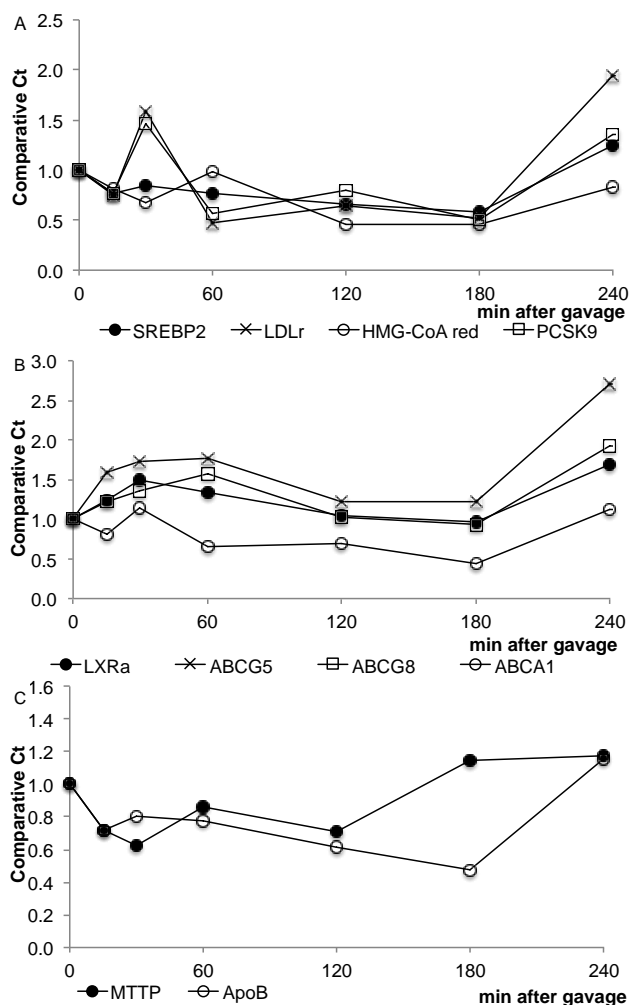 A
2.5
2.0
1.5
1.0
0.5
0.0
Comparative Ct
0 60 120 180 240
min after gavage
SREBP2 LDLr HMG-CoA red PCSK9
B
3.0
2.5
2.0
1.5
1.0
0.5
0.0
Comparative Ct
0 60 120 180 240
min after gavage
LXRa ABCG5 ABCG8 ABCA1
C
1.6
1.4
1.2
1.0
0.8
0.6
0.4
0.2
0.0
Comparative Ct
0 60 120 180 240
MTTP ApoB min after gavage